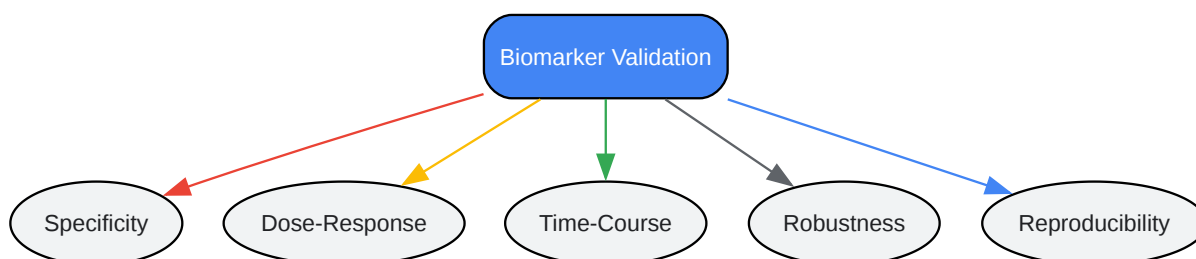 Biomarker Validation
Specificity
Dose-Response
Time-Course
Robustness
Reproducibility